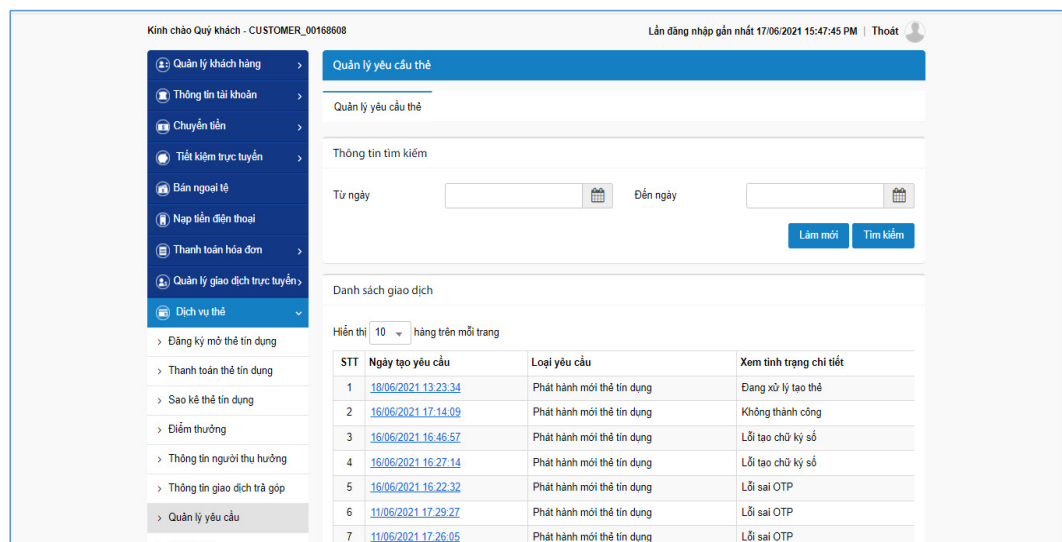 Kính chào Quý khách - CUSTOMER_00168608
Lần đăng nhập gần nhất 17/06/2021 15:47:45 PM | Thoát
Quản lý khách hàng
Thông tin tài khoản
Chuyển tiền
Tiết kiệm trực tuyến
Bán ngoại tệ
Nạp tiền điện thoại
Thanh toán hóa đơn
Quản lý giao dịch trực tuyến
Dịch vụ thẻ
Đăng ký mở thẻ tín dụng
Thanh toán thẻ tín dụng
Sao kê thẻ tín dụng
Điểm thưởng
Thông tin người thụ hưởng
Thông tin giao dịch trả góp
Quản lý yêu cầu
Quản lý yêu cầu thẻ
Quản lý yêu cầu thẻ
Thông tin tìm kiếm
Từ ngày Đến ngày
Làm mới Tìm kiếm
Danh sách giao dịch
Hiển thị 10 hàng trên mỗi trang
STT Ngày tạo yêu cầu Loại yêu cầu Xem tình trạng chi tiết
1 18/06/2021 13:23:34 Phát hành mới thẻ tín dụng Đang xử lý tạo thẻ
2 16/06/2021 17:14:09 Phát hành mới thẻ tín dụng Không thành công
3 16/06/2021 16:46:57 Phát hành mới thẻ tín dụng Lỗi tạo chữ ký số
4 16/06/2021 16:27:14 Phát hành mới thẻ tín dụng Lỗi tạo chữ ký số
5 16/06/2021 16:22:32 Phát hành mới thẻ tín dụng Lỗi sai OTP
6 11/06/2021 17:29:27 Phát hành mới thẻ tín dụng Lỗi sai OTP
7 11/06/2021 17:26:05 Phát hành mới thẻ tín dụng Lỗi sai OTP